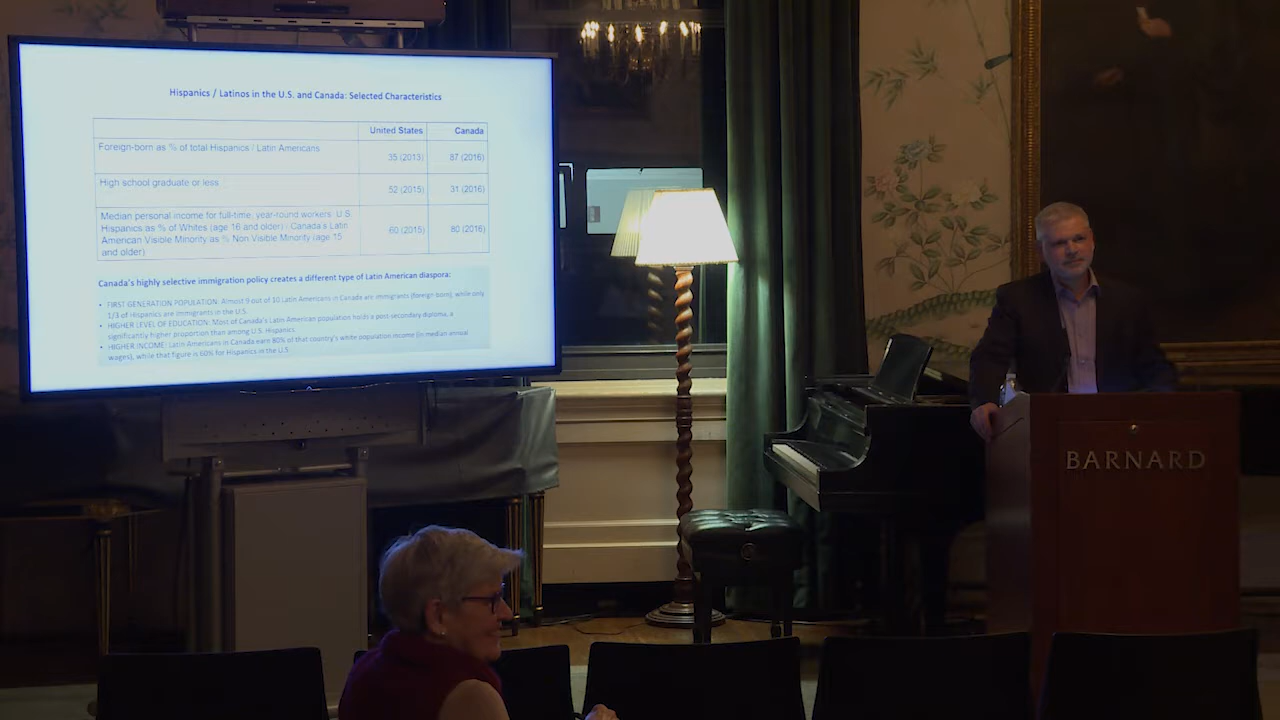 Hispanics / Latinos in the U.S. and Canada: Selected Characteristics
United States Canada
Foreign-born as % of total Hispanics / Latin Americans 35 (2013) 87 (2016)
High school graduate or less 52 (2015) 31 (2016)
Median personal income for full-time, year-round workers: U.S.
Hispanics as % of Whites (age 16 and older) - Canada's Latin
American Visible Minority as % Non Visible Minority (age 15
and older) 60 (2015) 80 (2016)
Canada's highly selective immigration policy creates a different type of Latin American diaspora:
• FIRST GENERATION POPULATION: Almost 9 out of 10 Latin Americans in Canada are immigrants (foreign born), while only
1/3 of Hispanics are immigrants in the U.S.
• HIGHER LEVEL OF EDUCATION: Most of Canada's Latin American population holds a post-secondary diploma, a
significantly higher proportion than among U.S. Hispanics.
• HIGHER INCOME: Latin Americans in Canada earn 80% of that country's white population income (in median annual
wages), while that figure is 60% for Hispanics in the U.S.
BARNARD